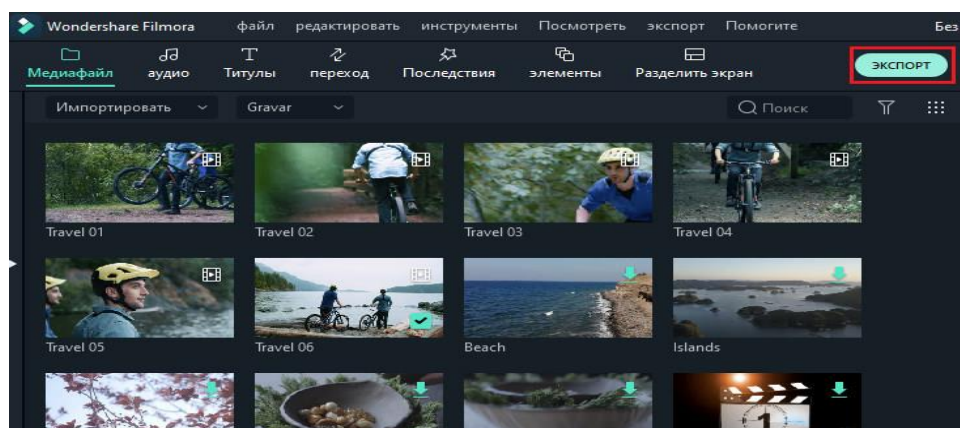 Wondershare Filmora файл редактировать инструменты Посмотреть экспорт Помогите Без
Медиафайл аудио Титулы переход Последствия элементы Разделить экран ЭКСПОРТ
Импортировать Gravar Поиск
Travel 01 Travel 02 Travel 03 Travel 04
Travel 05 Travel 06 Beach Islands
1